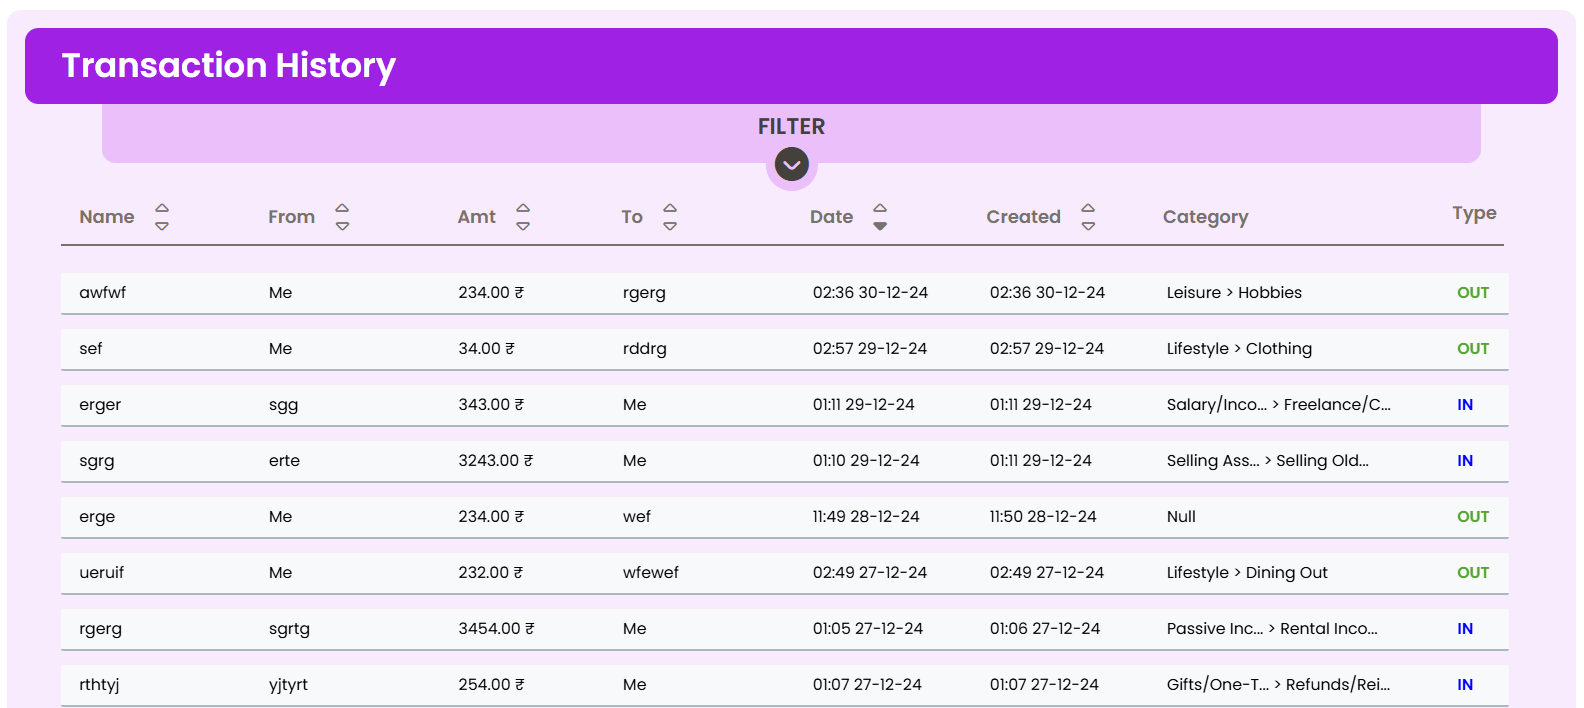 Transaction History
FILTER
Name From Amt To Date Created Category Type
awfwf Me 234.00 ₹ rgerg 02:36 30-12-24 02:36 30-12-24 Leisure > Hobbies OUT
sef Me 34.00 ₹ rddrg 02:57 29-12-24 02:57 29-12-24 Lifestyle > Clothing OUT
erger sgg 343.00 ₹ Me 01:11 29-12-24 01:11 29-12-24 Salary/Inco... > Freelance/C... IN
sgrg erte 3243.00 ₹ Me 01:10 29-12-24 01:11 29-12-24 Selling Ass... > Selling Old... IN
erge Me 234.00 ₹ wef 11:49 28-12-24 11:50 28-12-24 Null OUT
ueruif Me 232.00 ₹ wfewef 02:49 27-12-24 02:49 27-12-24 Lifestyle > Dining Out OUT
rgerg sgrtg 3454.00 ₹ Me 01:05 27-12-24 01:06 27-12-24 Passive Inc... > Rental Inco... IN
rthtyj yjtyrt 254.00 ₹ Me 01:07 27-12-24 01:07 27-12-24 Gifts/One-T... > Refunds/Rei... IN